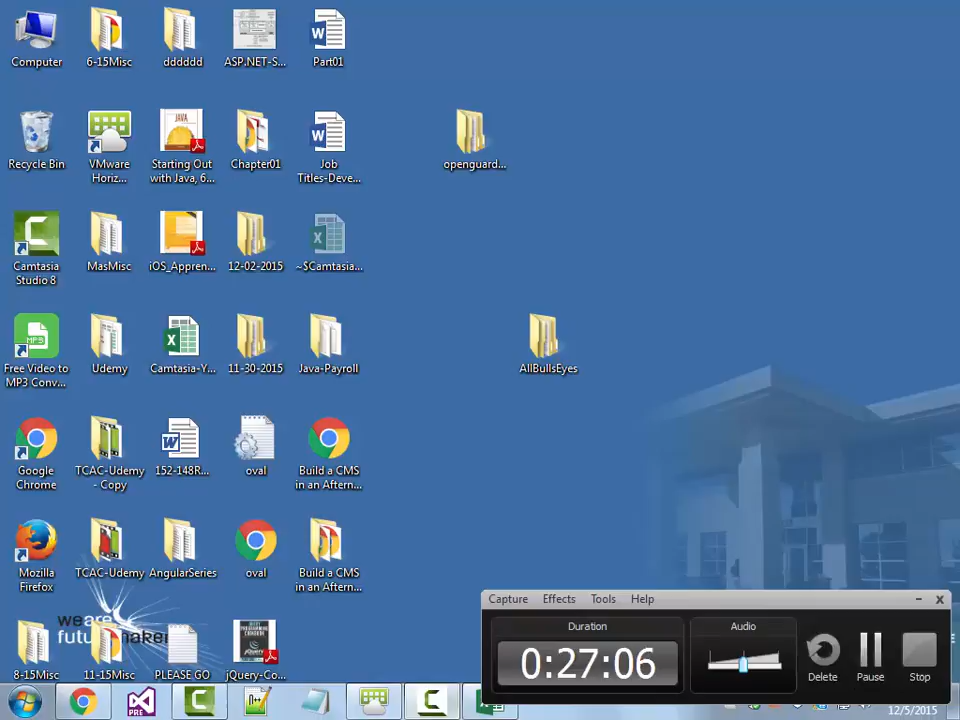 Computer
6-15Misc
dddddd
ASP.NET-S...
Part01
Recycle Bin
VMware
Horiz...
Starting Out
with Java, 6...
Chapter01
Job
Titles-Deve...
openguard...
Camtasia
Studio 8
MasMisc
iOS_Appren...
12-02-2015
~$Camtasia...
Free Video to
MP3 Conv...
Udemy
Camtasia-Y...
11-30-2015
Java-Payroll
AllBullsEyes
Google
Chrome
TCAC-Udemy
- Copy
152-148R...
oval
Build a CMS
in an Aftern...
Mozilla
Firefox
TCAC-Udemy
AngularSeries
oval
Build a CMS
in an Aftern...
we are
futuremakers
8-15Misc
11-15Misc
PLEASE GO
jQuery-Co...
Capture Effects Tools Help
Duration
0:27:06
Audio
Delete
Pause
Stop
12/5/2015